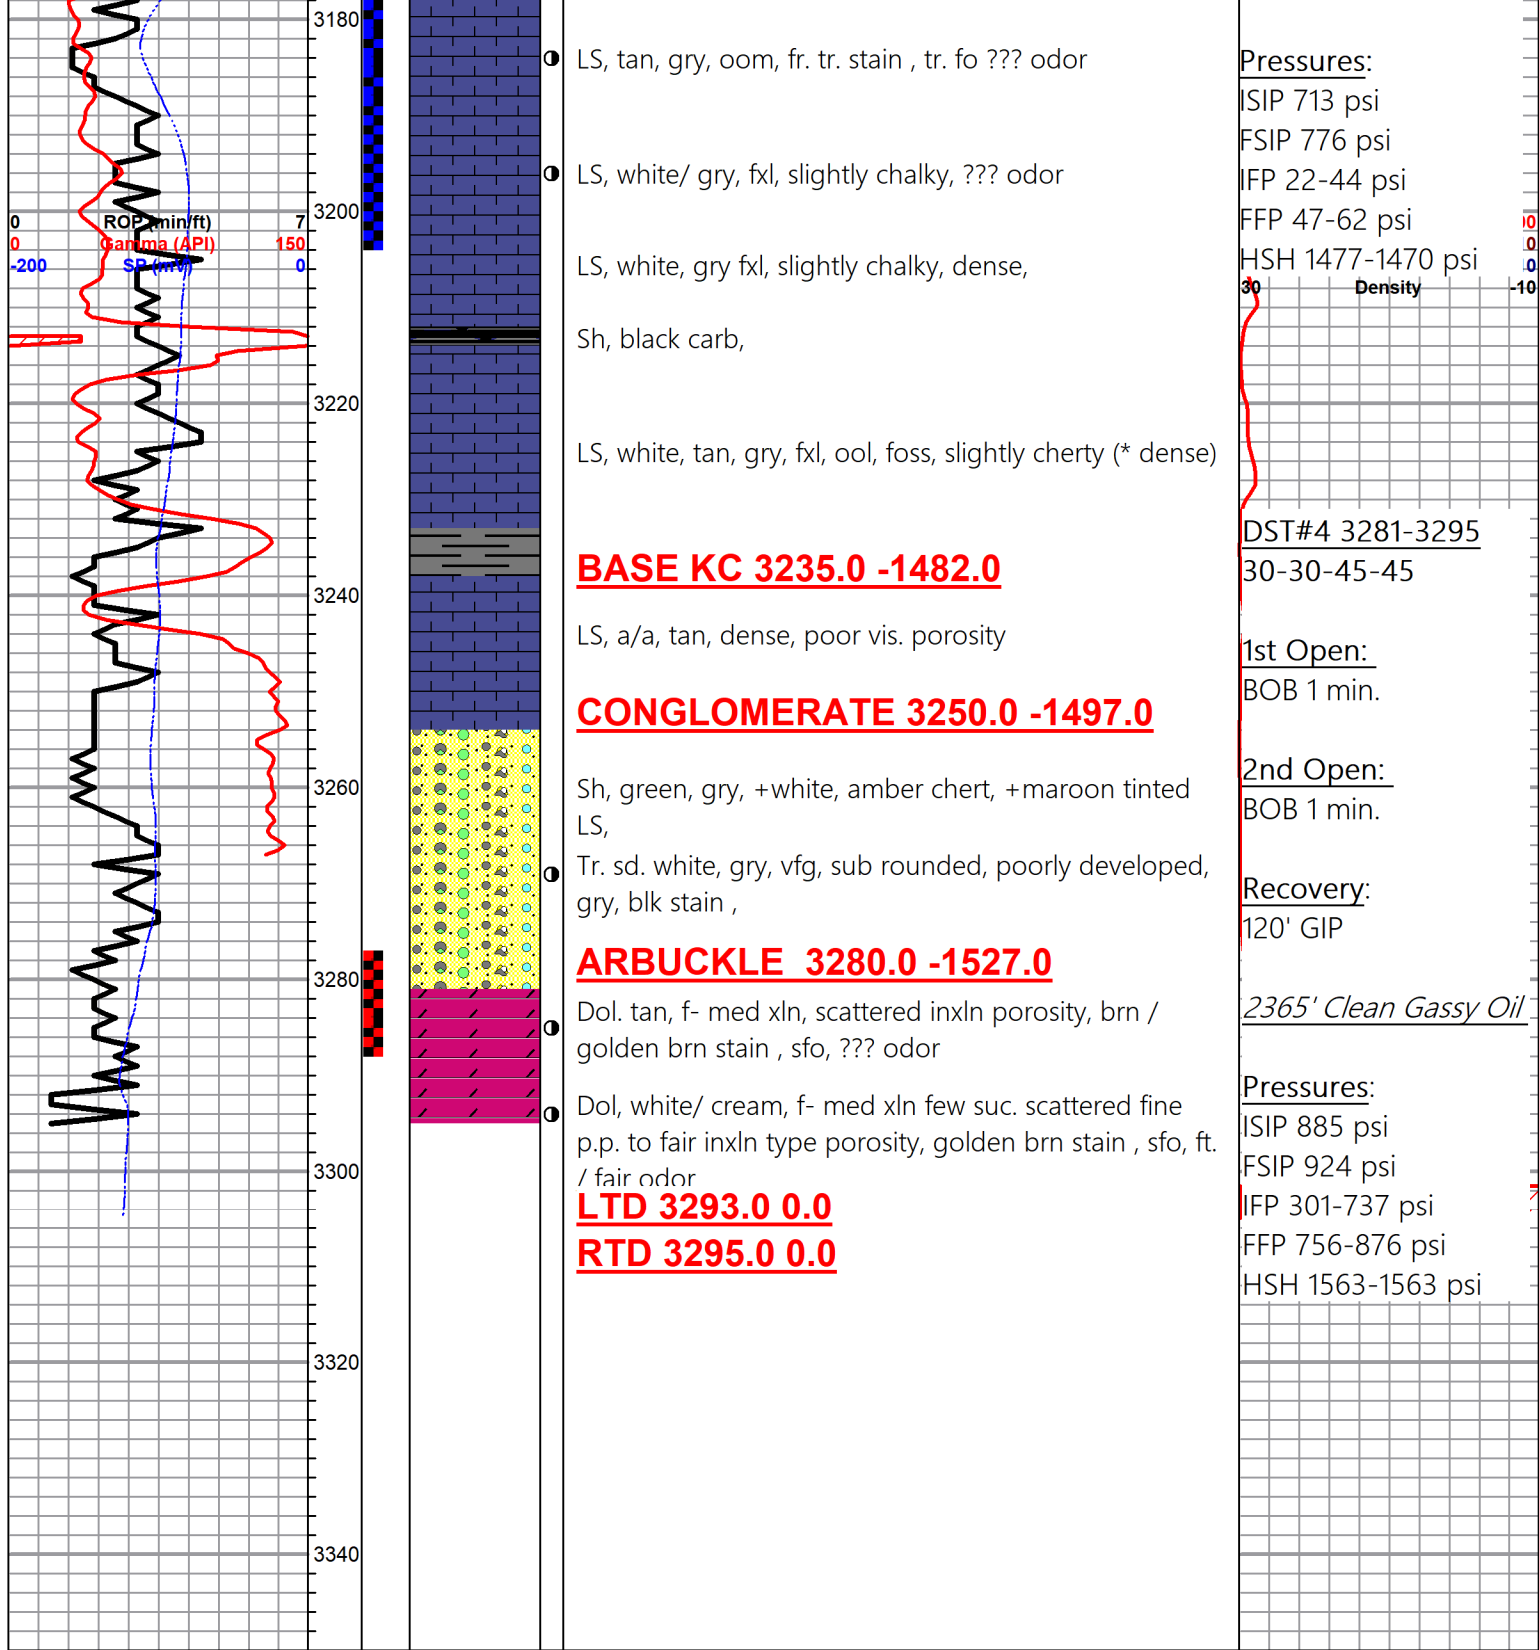 3180
3200
0 ROP (min/ft) 7
0 Gamma (API) 150
-200 SP (mV) 0
3220
3240
3260
3280
3300
3320
3340
LS, tan, gry, oom, fr. tr. stain , tr. fo ??? odor
LS, white/ gry, fxl, slightly chalky, ??? odor
LS, white, gry fxl, slightly chalky, dense,
Sh, black carb,
LS, white, tan, gry, fxl, ool, foss, slightly cherty (* dense)
BASE KC 3235.0 -1482.0
LS, a/a, tan, dense, poor vis. porosity
CONGLOMERATE 3250.0 -1497.0
Sh, green, gry, +white, amber chert, +maroon tinted
LS,
Tr. sd. white, gry, vfg, sub rounded, poorly developed,
gry, blk stain ,
ARBUCKLE 3280.0 -1527.0
Dol. tan, f- med xln, scattered inxln porosity, brn /
golden brn stain , sfo, ??? odor
Dol, white/ cream, f- med xln few suc. scattered fine
p.p. to fair inxln type porosity, golden brn stain , sfo, ft.
/ fair odor
LTD 3293.0 0.0
RTD 3295.0 0.0
Pressures:
ISIP 713 psi
FSIP 776 psi
IFP 22-44 psi
FFP 47-62 psi
HSH 1477-1470 psi
0
0
0
30 Density -10
DST#4 3281-3295
30-30-45-45
1st Open:
BOB 1 min.
2nd Open:
BOB 1 min.
Recovery:
120' GIP
2365' Clean Gassy Oil
Pressures:
ISIP 885 psi
FSIP 924 psi
IFP 301-737 psi
FFP 756-876 psi
HSH 1563-1563 psi